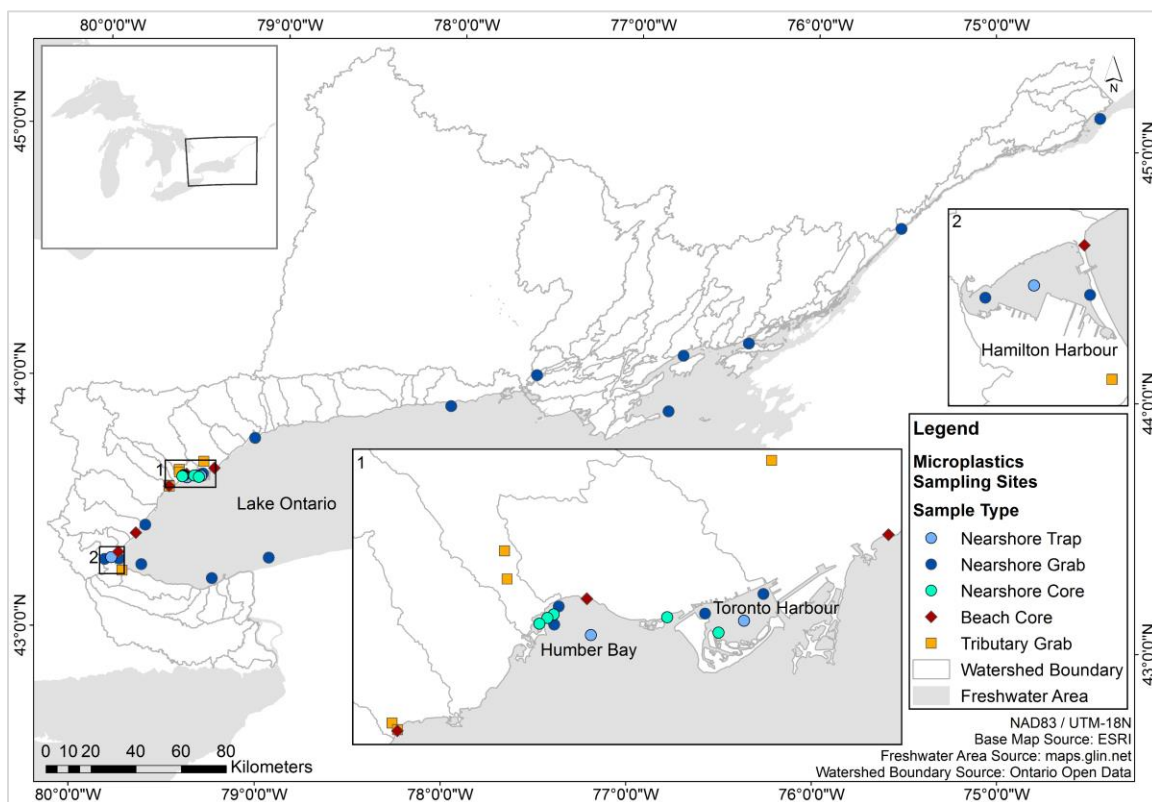 80°0'0"W 79°0'0"W 78°0'0"W 77°0'0"W 76°0'0"W 75°0'0"W
45°0'0"N
44°0'0"N
43°0'0"N
N
45°0'0"N
44°0'0"N
43°0'0"N
2
Hamilton Harbour
1
2
Lake Ontario
1
Toronto Harbour
Humber Bay
Legend
Microplastics
Sampling Sites
Sample Type
Nearshore Trap
Nearshore Grab
Nearshore Core
Beach Core
Tributary Grab
Watershed Boundary
Freshwater Area
NAD83 / UTM-18N
Base Map Source: ESRI
Freshwater Area Source: maps.glin.net
Watershed Boundary Source: Ontario Open Data
0 10 20 40 60 80
Kilometers
80°0'0"W 79°0'0"W 78°0'0"W 77°0'0"W 76°0'0"W